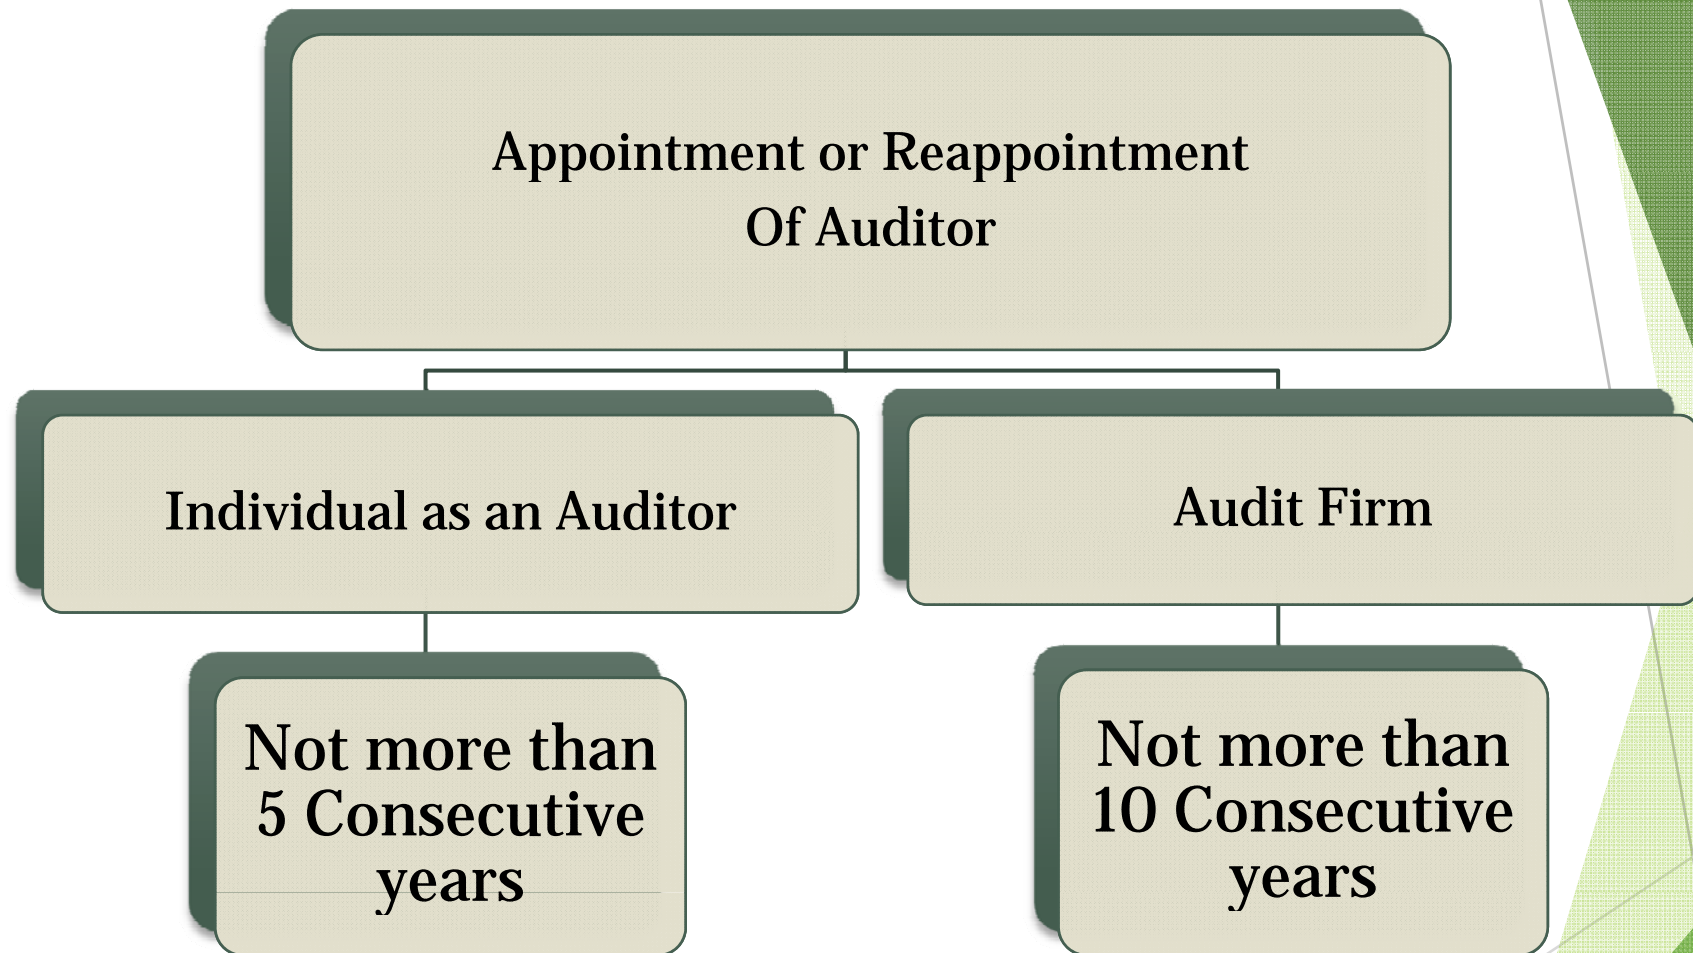 Appointment or Reappointment
Of Auditor
Individual as an Auditor
Audit Firm
Not more than
5 Consecutive
years
Not more than
10 Consecutive
years